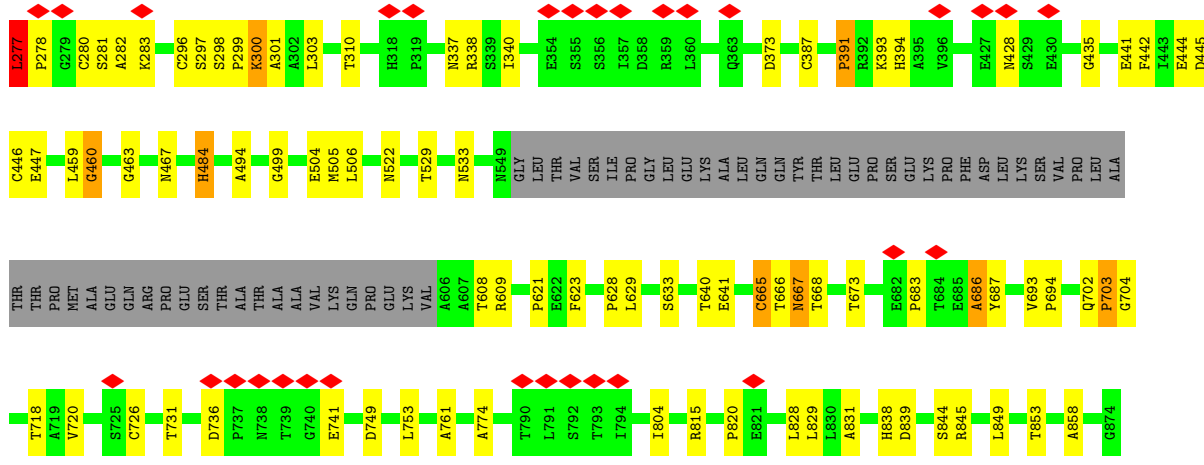 L277 P278 G279 C280 S281 A282 K283 C296 S297 S298 P299 K300 A301 A302 L303 T310 H318 P319 N337 R338 S339 I340 E354 S355 S356 I357 D358 R359 L360 Q363 D373 C387 P391 R392 K393 H394 A395 V396 E427 N428 S429 E430 G435 E441 F442 I443 E444 D445
C446 E447 L459 G460 G463 N467 H484 A494 G499 E504 M505 L506 N522 T529 N533 N549 GLY LEU THR VAL SER ILE PRO GLY LEU GLU LYS ALA LEU GLN GLN TYR THR LEU GLU PRO SER GLU LYS PRO PHE ASP LEU LYS SER VAL PRO LEU ALA
THR THR PRO MET ALA GLU GLN ARG PRO GLU SER THR ALA THR ALA ALA VAL LYS GLN PRO GLU LYS VAL A606 A607 T608 R609 P621 E622 F623 P628 L629 S633 T640 E641 C665 T666 N667 T668 T673 E682 P683 T684 E685 A686 Y687 V693 P694 Q702 P703 G704
T718 A719 V720 S725 C726 T731 D736 P737 N738 T739 G740 E741 D749 L753 A761 A774 T790 L791 S792 T793 I794 I804 R815 P820 E821 L828 L829 L830 A831 H838 D839 S844 R845 L849 T853 A858 G874